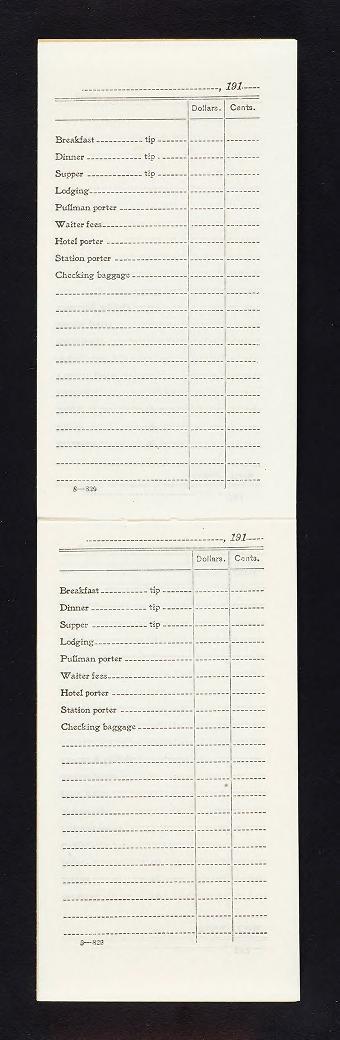 , 191
Dollars. Cents.
Breakfast tip
Dinner tip
Supper tip
Lodging
Pullman porter
Waiter fees
Hotel porter
Station porter
Checking baggage
8—829
, 191
Dollars. Cents.
Breakfast tip
Dinner tip
Supper tip
Lodging
Pullman porter
Waiter fees
Hotel porter
Station porter
Checking baggage
8—829